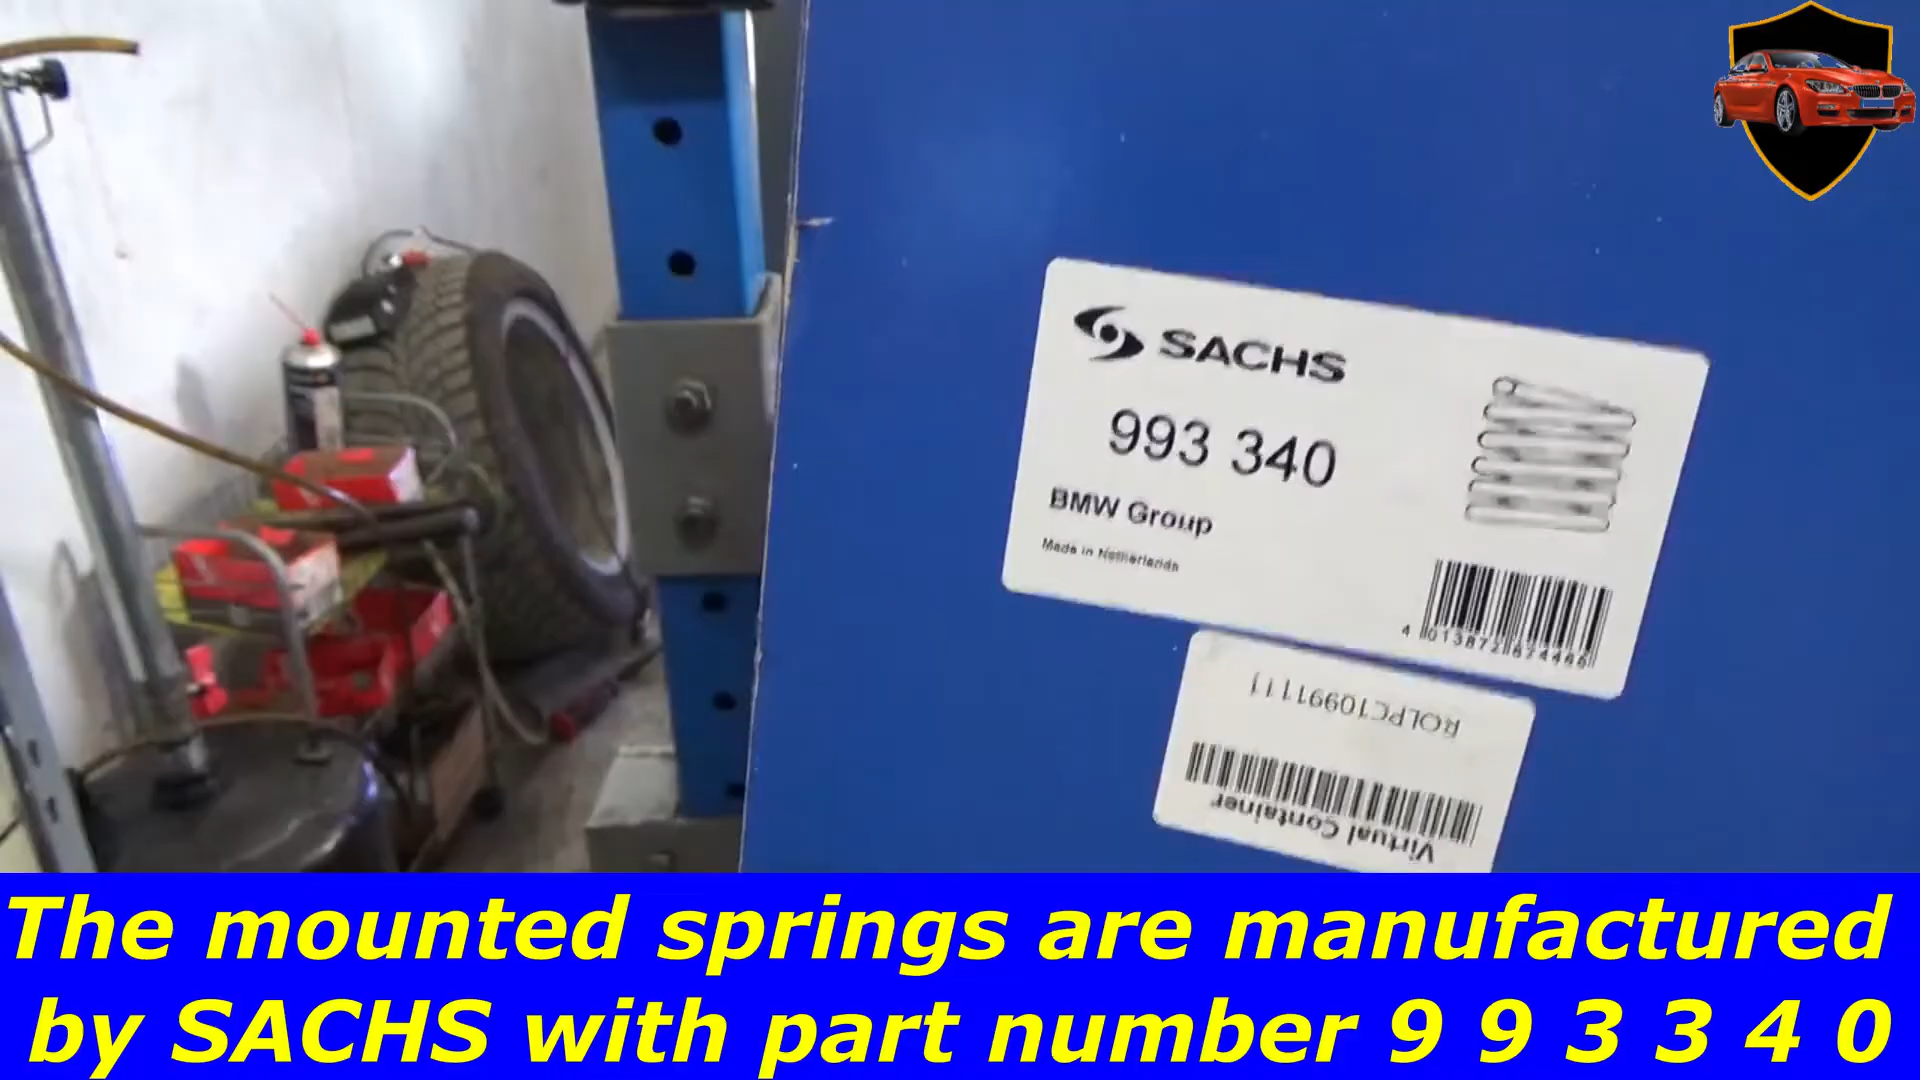 SACHS
993 340
BMW Group
Made in Netherlands
ROLPC10991111
Virtual Container
The mounted springs are manufactured
by SACHS with part number 9 9 3 3 4 0